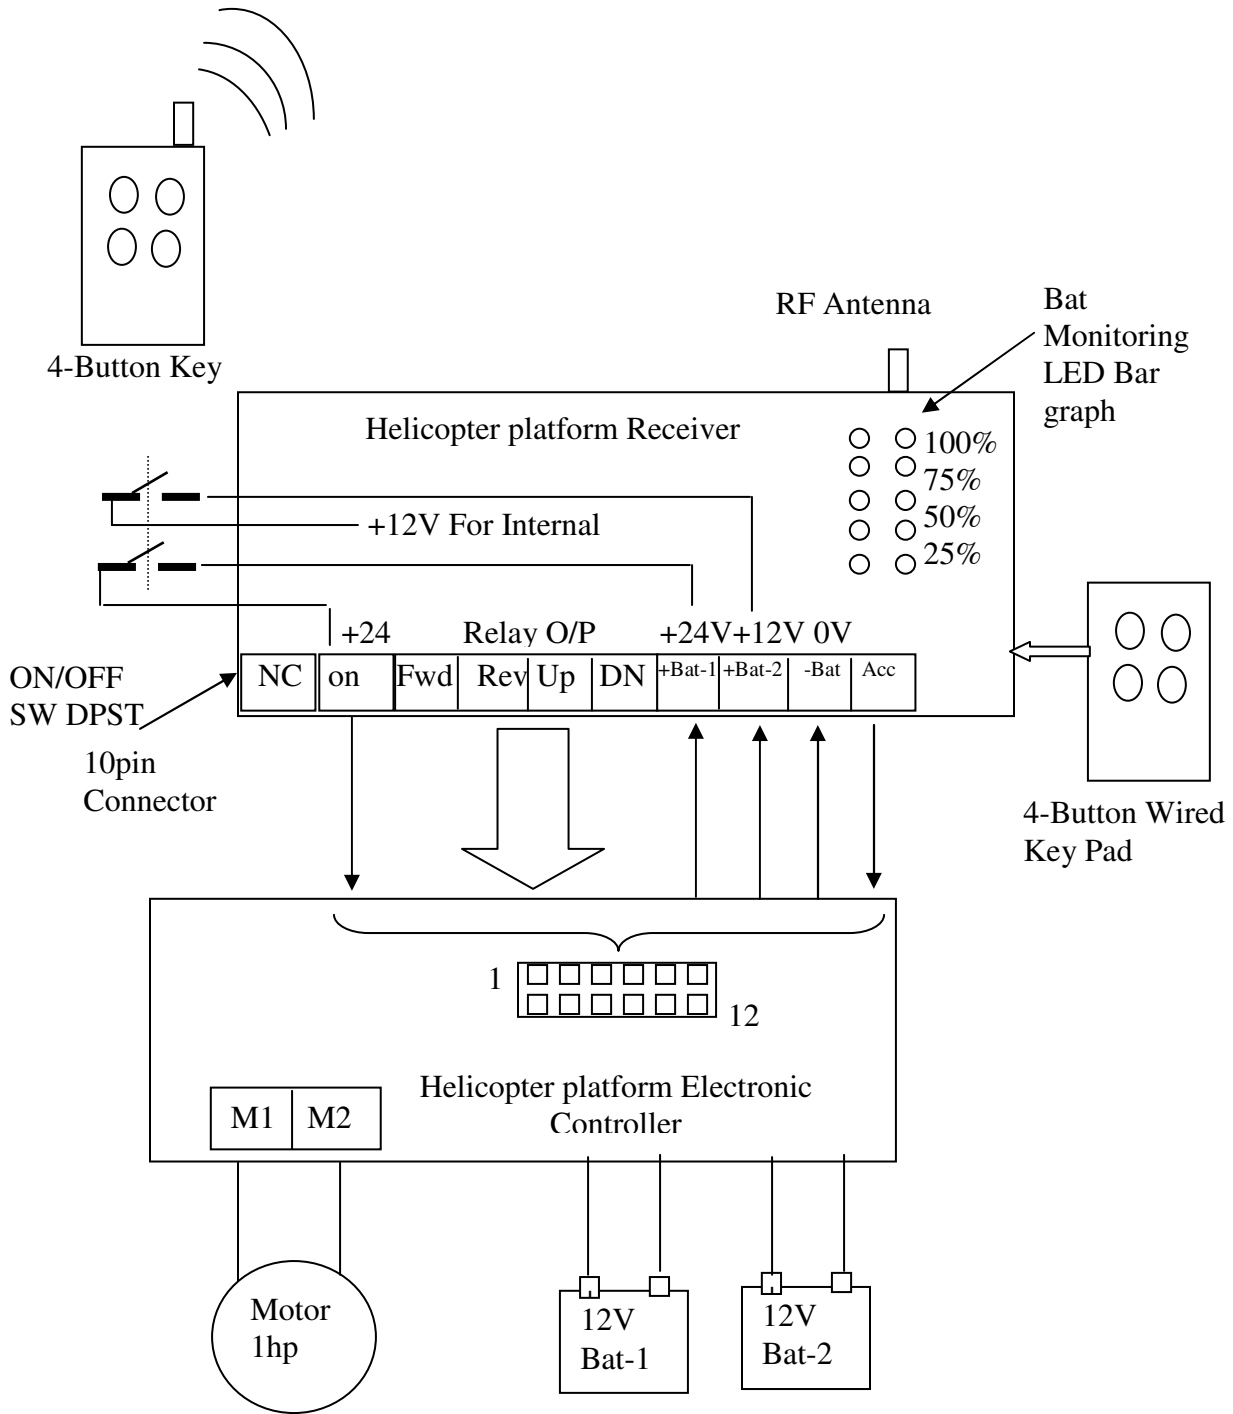 RF Antenna
Bat
Monitoring
LED Bar
graph
4-Button Key
Helicopter platform Receiver
100%
75%
50%
25%
+12V For Internal
+24
Relay O/P
+24V+12V 0V
ON/OFF
SW DPST
NC
on
Fwd
Rev
Up
DN
+Bat-1
+Bat-2
-Bat
Acc
10pin
Connector
4-Button Wired
Key Pad
1
12
Helicopter platform Electronic
Controller
M1
M2
Motor
1hp
12V
Bat-1
12V
Bat-2